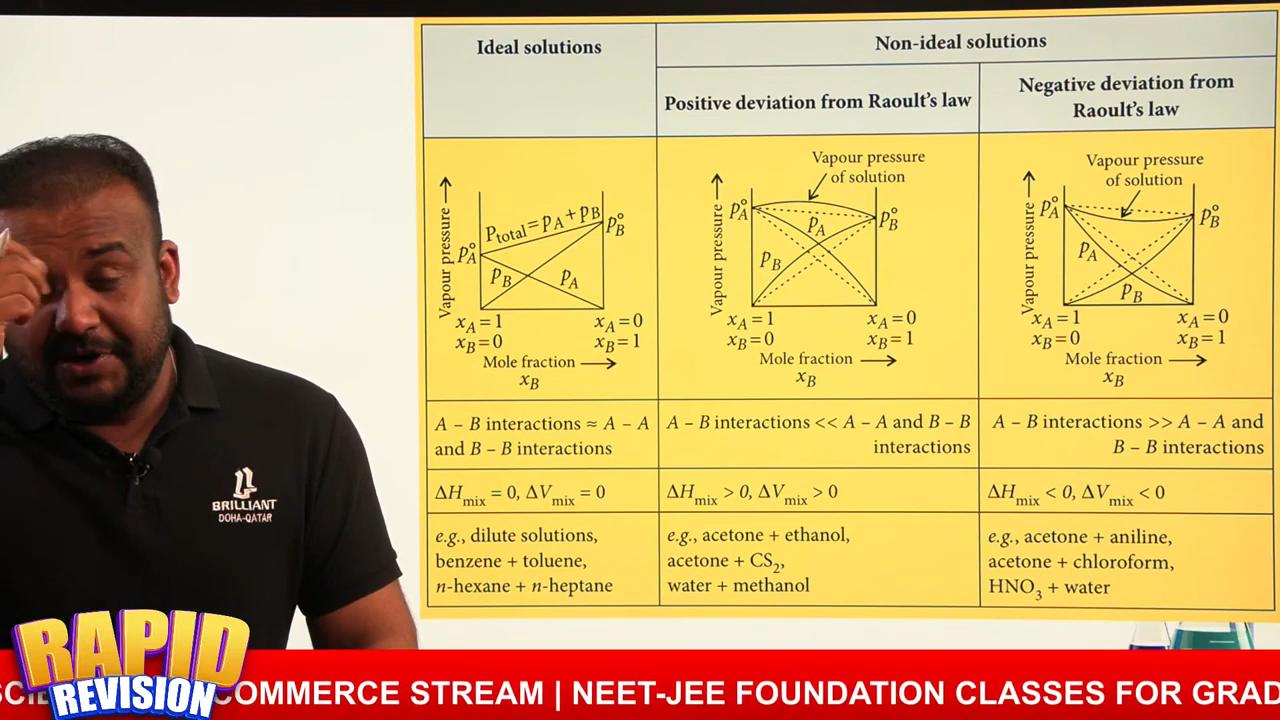 Ideal solutions
Non-ideal solutions
Positive deviation from Raoult's law
Negative deviation from
Raoult's law
Vapour pressure
p°A
p°B
Ptotal = pA + pB
pB
pA
xA = 1
xB = 0
xA = 0
xB = 1
Mole fraction
xB
Vapour pressure
of solution
Vapour pressure
p°A
p°B
pA
pB
xA = 1
xB = 0
xA = 0
xB = 1
Mole fraction
xB
Vapour pressure
of solution
Vapour pressure
p°A
p°B
pA
pB
xA = 1
xB = 0
xA = 0
xB = 1
Mole fraction
xB
A – B interactions ≈ A – A
and B – B interactions
A – B interactions << A – A and B – B
interactions
A – B interactions >> A – A and
B – B interactions
ΔHmix = 0, ΔVmix = 0
ΔHmix > 0, ΔVmix > 0
ΔHmix < 0, ΔVmix < 0
e.g., dilute solutions,
benzene + toluene,
n-hexane + n-heptane
e.g., acetone + ethanol,
acetone + CS2,
water + methanol
e.g., acetone + aniline,
acetone + chloroform,
HNO3 + water
BRILLIANT
DOHA-QATAR
RAPID
REVISION
COMMERCE STREAM | NEET-JEE FOUNDATION CLASSES FOR GRAD